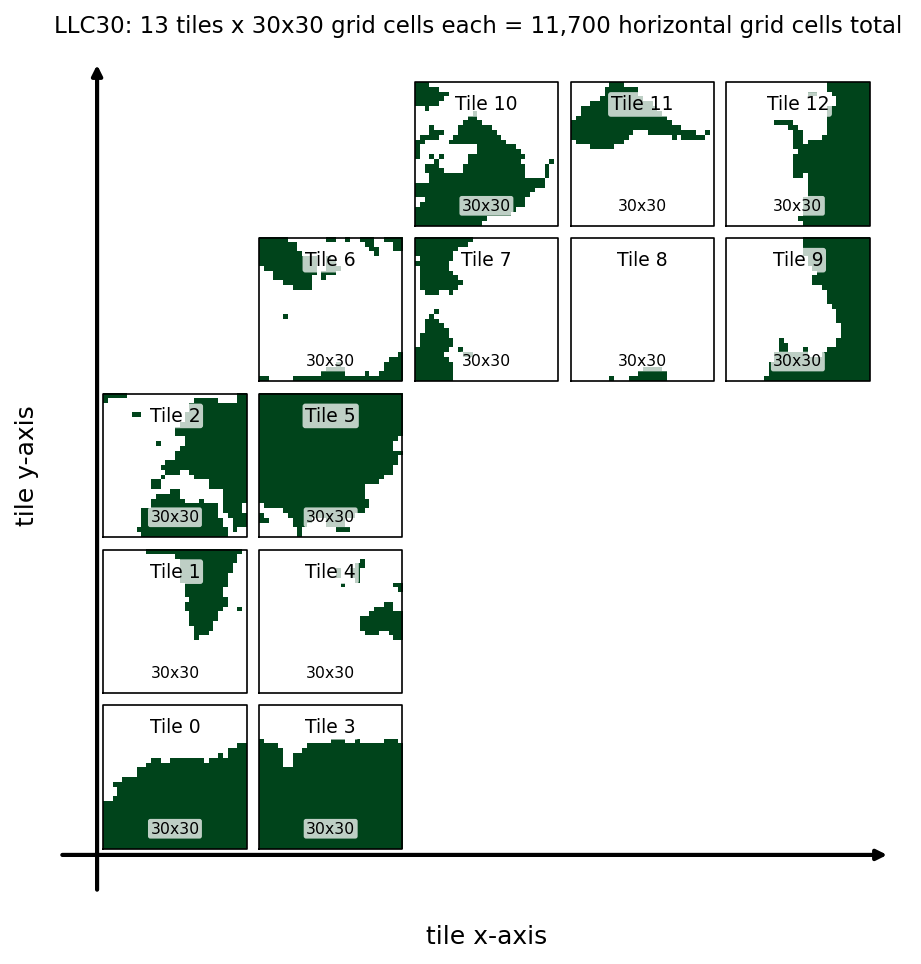 LLC30: 13 tiles x 30x30 grid cells each = 11,700 horizontal grid cells total
Tile 10
Tile 11
Tile 12
30x30
30x30
30x30
Tile 6
Tile 7
Tile 8
Tile 9
30x30
30x30
30x30
30x30
Tile 2
Tile 5
30x30
30x30
tile y-axis
Tile 1
Tile 4
30x30
30x30
Tile 0
Tile 3
30x30
30x30
tile x-axis